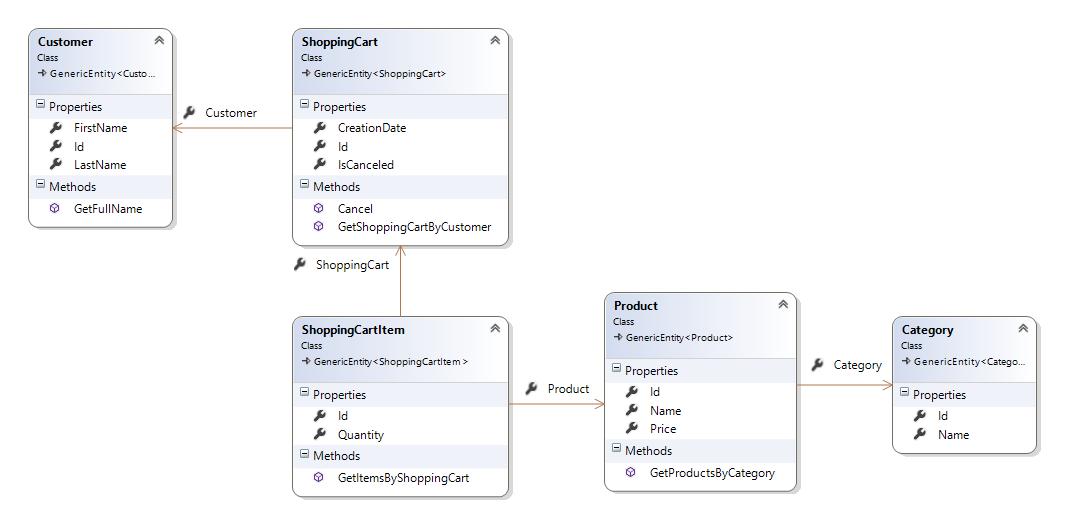 Customer
Class
GenericEntity<Custo...
Properties
FirstName
Id
LastName
Methods
GetFullName
Customer
ShoppingCart
Class
GenericEntity<ShoppingCart>
Properties
CreationDate
Id
IsCanceled
Methods
Cancel
GetShoppingCartByCustomer
ShoppingCart
ShoppingCartItem
Class
GenericEntity<ShoppingCartItem>
Properties
Id
Quantity
Methods
GetItemsByShoppingCart
Product
Product
Class
GenericEntity<Product>
Properties
Id
Name
Price
Methods
GetProductsByCategory
Category
Category
Class
GenericEntity<Catego...
Properties
Id
Name